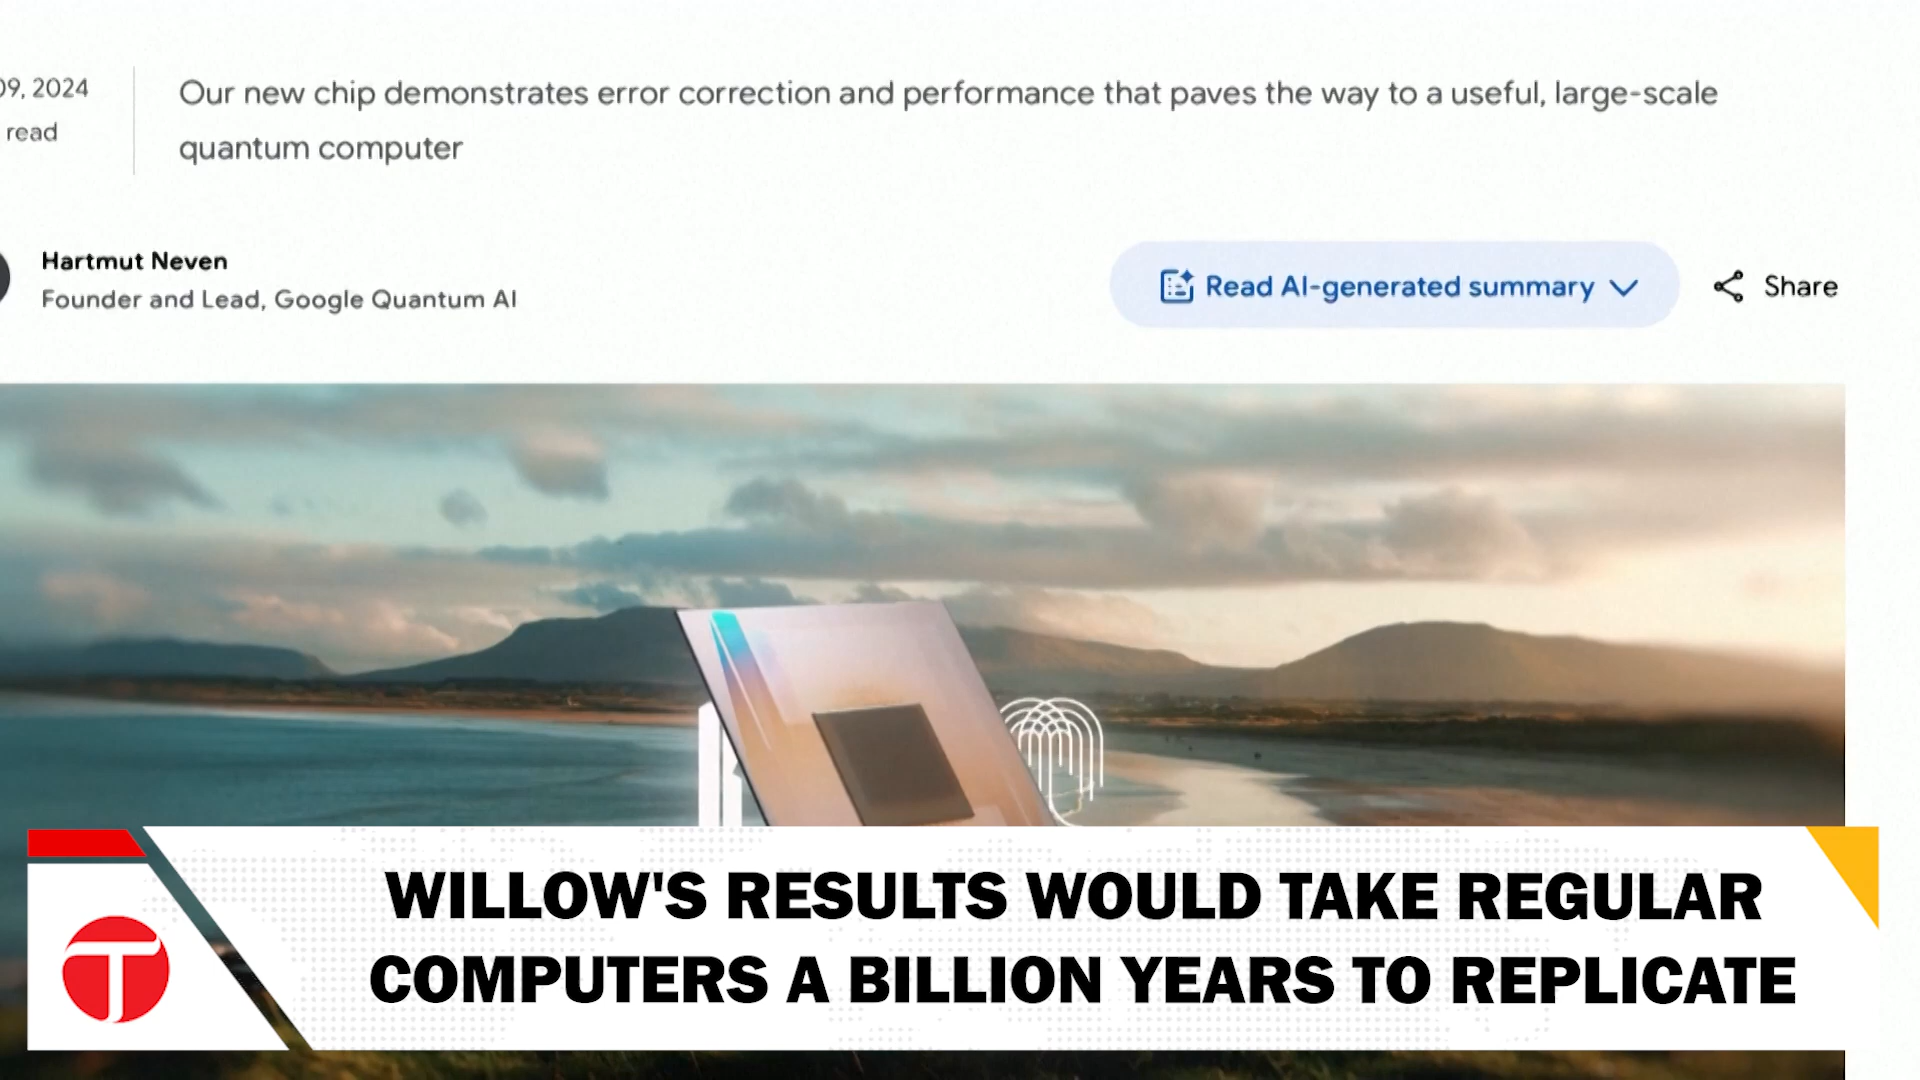 09, 2024
read
Our new chip demonstrates error correction and performance that paves the way to a useful, large-scale
quantum computer
Hartmut Neven
Founder and Lead, Google Quantum AI
Read AI-generated summary
Share
WILLOW'S RESULTS WOULD TAKE REGULAR
COMPUTERS A BILLION YEARS TO REPLICATE